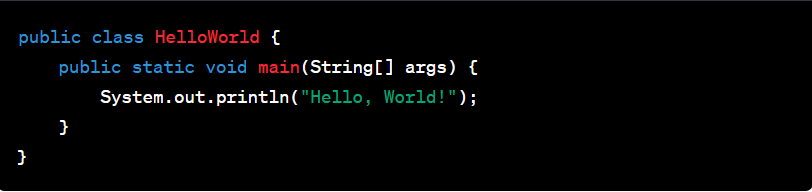 public class HelloWorld {
    public static void main(String[] args) {
        System.out.println("Hello, World!");
    }
}